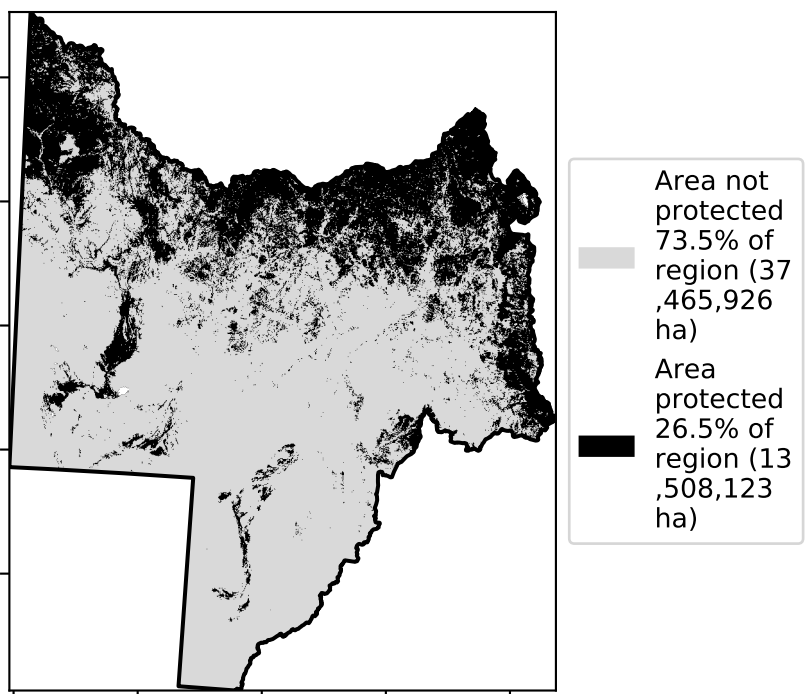 Area not
protected
73.5% of
region (37
,465,926
ha)
Area
protected
26.5% of
region (13
,508,123
ha)